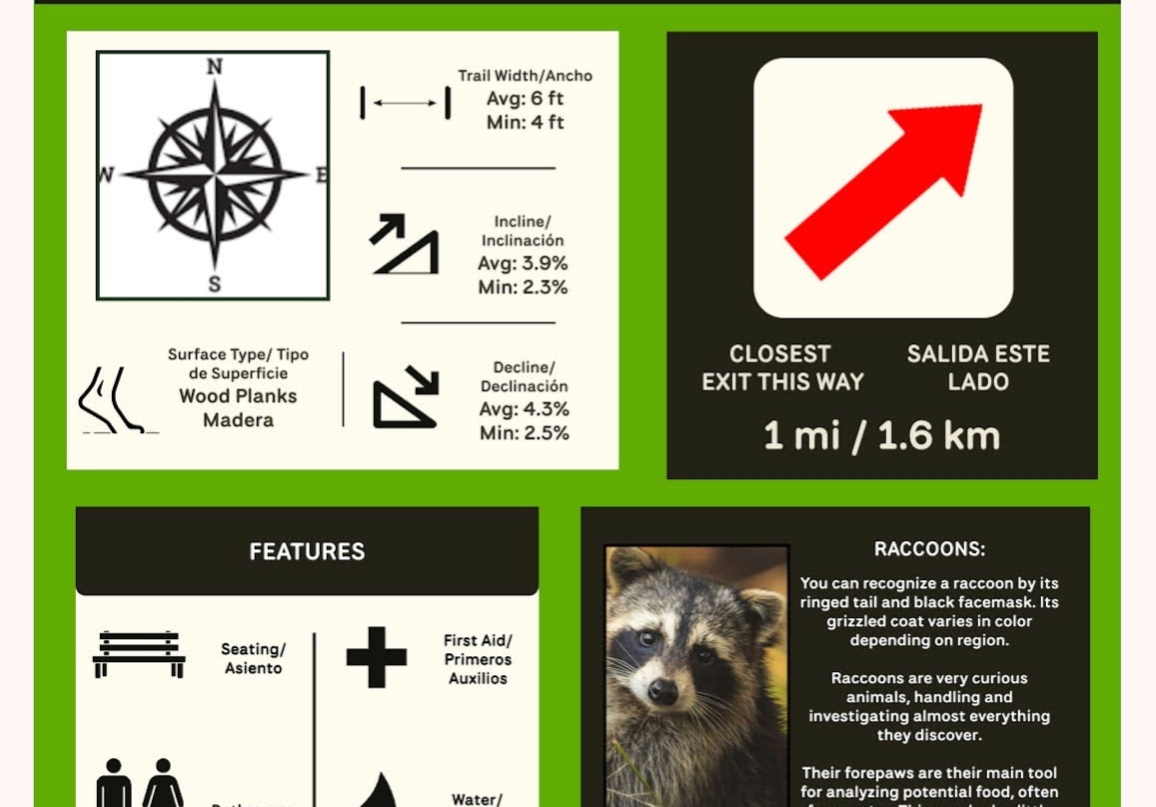 N
W
E
S
Trail Width/Ancho
Avg: 6 ft
Min: 4 ft
Incline/
Inclinación
Avg: 3.9%
Min: 2.3%
Surface Type/ Tipo
de Superficie
Wood Planks
Madera
Decline/
Declinación
Avg: 4.3%
Min: 2.5%
CLOSEST
EXIT THIS WAY
SALIDA ESTE
LADO
1 mi / 1.6 km
FEATURES
Seating/
Asiento
First Aid/
Primeros
Auxilios
Water/
RACCOONS:
You can recognize a raccoon by its
ringed tail and black facemask. Its
grizzled coat varies in color
depending on region.
Raccoons are very curious
animals, handling and
investigating almost everything
they discover.
Their forepaws are their main tool
for analyzing potential food, often